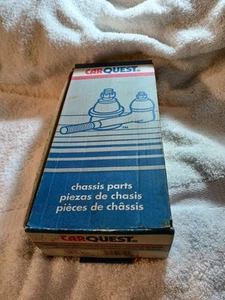 CARQUEST
chassis parts
piezas de chasis
pièces de châssis
CARQUEST